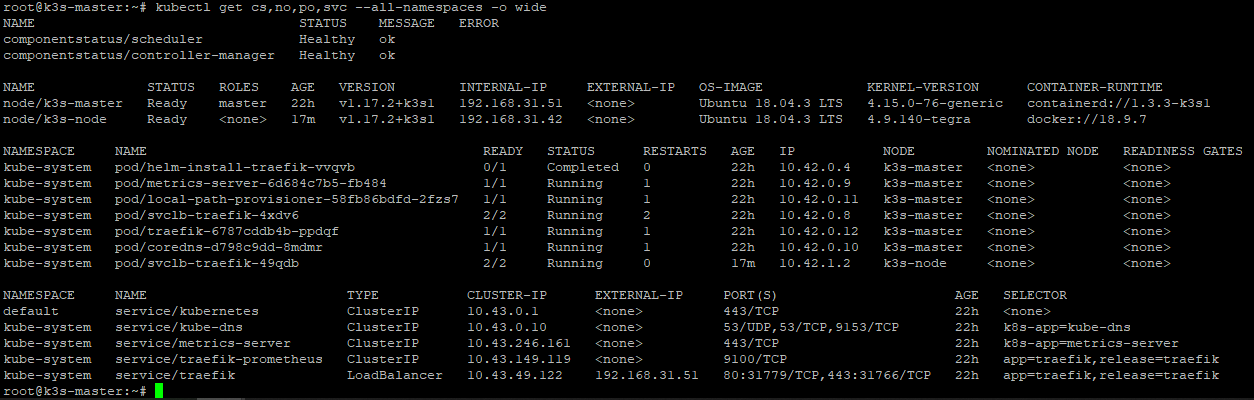 root@k3s-master:~# kubectl get cs,no,po,svc --all-namespaces -o wide
NAME                                 STATUS    MESSAGE   ERROR
componentstatus/scheduler            Healthy   ok
componentstatus/controller-manager   Healthy   ok

NAME              STATUS   ROLES    AGE   VERSION        INTERNAL-IP     EXTERNAL-IP   OS-IMAGE             KERNEL-VERSION      CONTAINER-RUNTIME
node/k3s-master   Ready    master   22h   v1.17.2+k3s1   192.168.31.51   <none>        Ubuntu 18.04.3 LTS   4.15.0-76-generic   containerd://1.3.3-k3s1
node/k3s-node     Ready    <none>   17m   v1.17.2+k3s1   192.168.31.42   <none>        Ubuntu 18.04.3 LTS   4.9.140-tegra       docker://18.9.7

NAMESPACE     NAME                                          READY   STATUS      RESTARTS   AGE   IP           NODE         NOMINATED NODE   READINESS GATES
kube-system   pod/helm-install-traefik-vvqvb                0/1     Completed   0          22h   10.42.0.4    k3s-master   <none>           <none>
kube-system   pod/metrics-server-6d684c7b5-fb484            1/1     Running     1          22h   10.42.0.9    k3s-master   <none>           <none>
kube-system   pod/local-path-provisioner-58fb86bdfd-2fzs7   1/1     Running     1          22h   10.42.0.11   k3s-master   <none>           <none>
kube-system   pod/svclb-traefik-4xdv6                       2/2     Running     2          22h   10.42.0.8    k3s-master   <none>           <none>
kube-system   pod/traefik-6787cddb4b-ppdqf                  1/1     Running     1          22h   10.42.0.12   k3s-master   <none>           <none>
kube-system   pod/coredns-d798c9dd-8mdmr                    1/1     Running     1          22h   10.42.0.10   k3s-master   <none>           <none>
kube-system   pod/svclb-traefik-49qdb                       2/2     Running     0          17m   10.42.1.2    k3s-node     <none>           <none>

NAMESPACE     NAME                         TYPE           CLUSTER-IP      EXTERNAL-IP     PORT(S)                      AGE   SELECTOR
default       service/kubernetes           ClusterIP      10.43.0.1       <none>          443/TCP                      22h   <none>
kube-system   service/kube-dns             ClusterIP      10.43.0.10      <none>          53/UDP,53/TCP,9153/TCP       22h   k8s-app=kube-dns
kube-system   service/metrics-server       ClusterIP      10.43.246.161   <none>          443/TCP                      22h   k8s-app=metrics-server
kube-system   service/traefik-prometheus   ClusterIP      10.43.149.119   <none>          9100/TCP                     22h   app=traefik,release=traefik
kube-system   service/traefik              LoadBalancer   10.43.49.122    192.168.31.51   80:31779/TCP,443:31766/TCP   22h   app=traefik,release=traefik
root@k3s-master:~#